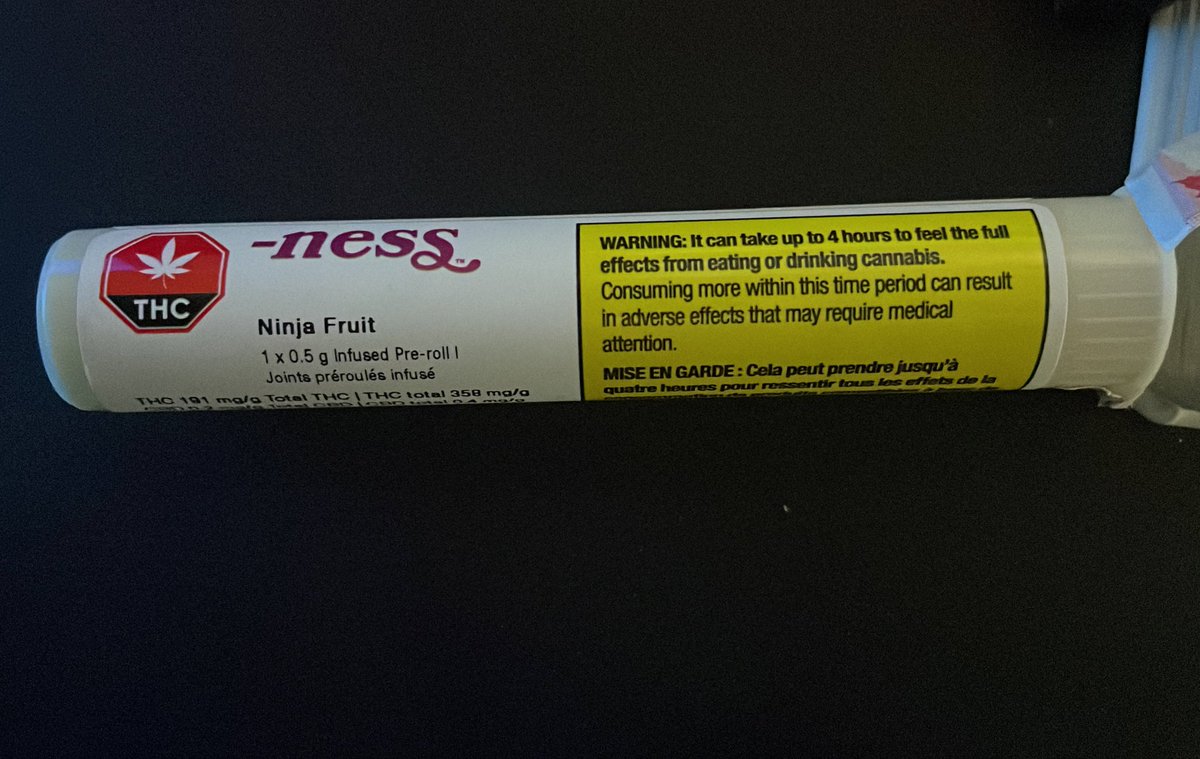 THC
-ness™
Ninja Fruit
1 x 0.5 g Infused Pre-roll |
Joints préroulés infusé
THC 191 mg/g Total THC | THC total 358 mg/g
WARNING: It can take up to 4 hours to feel the full
effects from eating or drinking cannabis.
Consuming more within this time period can result
in adverse effects that may require medical
attention.
MISE EN GARDE : Cela peut prendre jusqu'à
quatre heures pour ressentir tous les effets de la